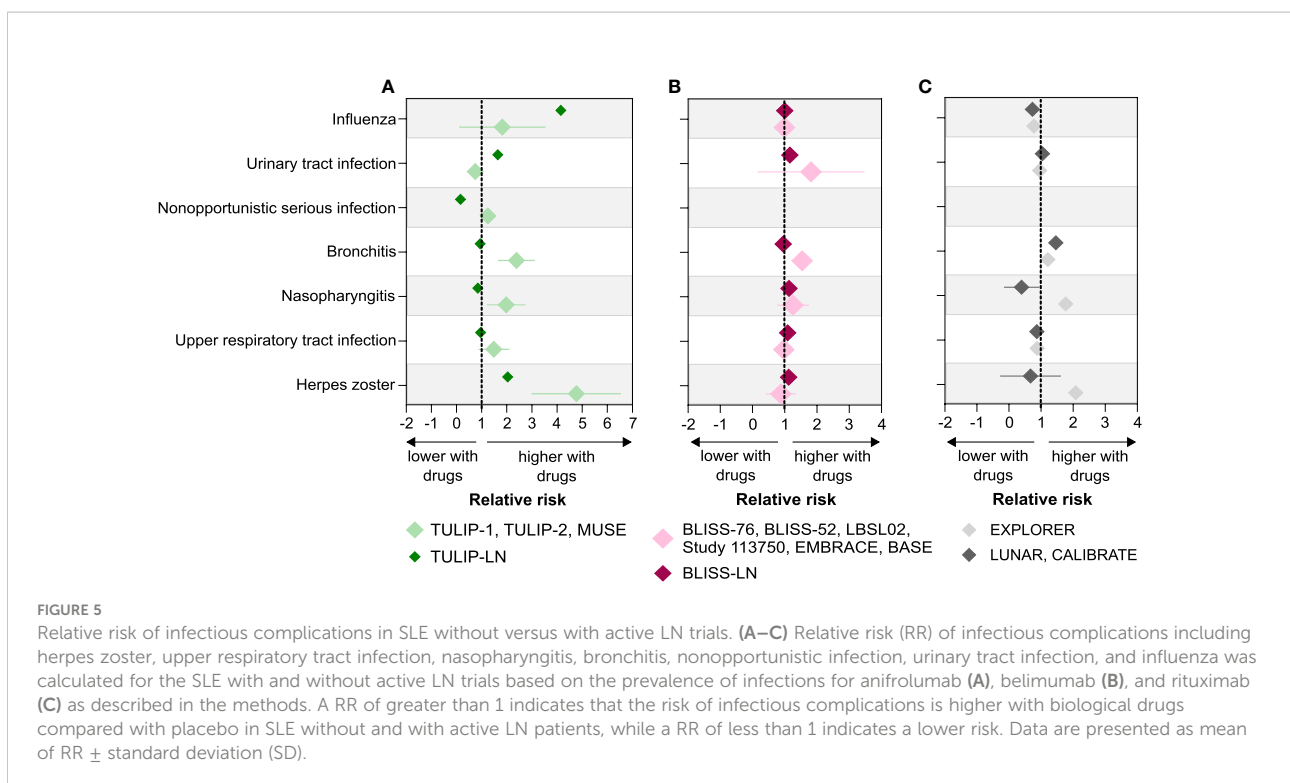 A
B
C
Influenza
Urinary tract infection
Nonopportunistic serious infection
Bronchitis
Nasopharyngitis
Upper respiratory tract infection
Herpes zoster
-2 -1 0 1 2 3 4 5 6 7
-2 -1 0 1 2 3 4
-2 -1 0 1 2 3 4
lower with
drugs
higher with
drugs
lower with
drugs
higher with
drugs
lower with
drugs
higher with
drugs
Relative risk
Relative risk
Relative risk
TULIP-1, TULIP-2, MUSE
TULIP-LN
BLISS-76, BLISS-52, LBSL02,
Study 113750, EMBRACE, BASE
BLISS-LN
EXPLORER
LUNAR, CALIBRATE
FIGURE 5
Relative risk of infectious complications in SLE without versus with active LN trials. (A–C) Relative risk (RR) of infectious complications including
herpes zoster, upper respiratory tract infection, nasopharyngitis, bronchitis, nonopportunistic infection, urinary tract infection, and influenza was
calculated for the SLE with and without active LN trials based on the prevalence of infections for anifrolumab (A), belimumab (B), and rituximab
(C) as described in the methods. A RR of greater than 1 indicates that the risk of infectious complications is higher with biological drugs
compared with placebo in SLE without and with active LN patients, while a RR of less than 1 indicates a lower risk. Data are presented as mean
of RR ± standard deviation (SD).